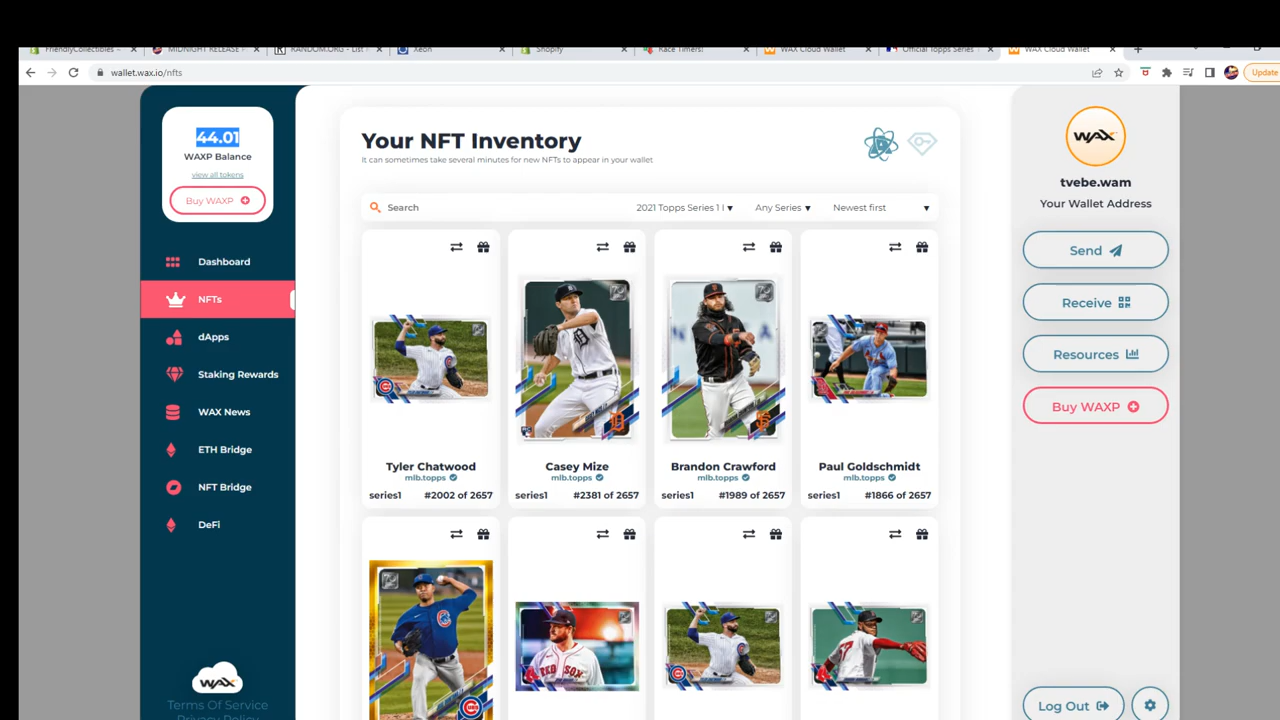 FriendlyCollectibles –
MIDNIGHT RELEASE
RANDOM.ORG - List
Xeon
Shopify
Race Timers!
WAX Cloud Wallet
Official Topps Series
WAX Cloud Wallet
wallet.wax.io/nfts
Update
44.01
WAXP Balance
view all tokens
Buy WAXP
Dashboard
NFTs
dApps
Staking Rewards
WAX News
ETH Bridge
NFT Bridge
DeFi
WAX
Terms Of Service
Privacy Policy
Your NFT Inventory
It can sometimes take several minutes for new NFTs to appear in your wallet
Search
2021 Topps Series 1 |
Any Series
Newest first
Tyler Chatwood
mlb.topps
series1 #2002 of 2657
Casey Mize
mlb.topps
series1 #2381 of 2657
Brandon Crawford
mlb.topps
series1 #1989 of 2657
Paul Goldschmidt
mlb.topps
series1 #1866 of 2657
WAX
tvebe.wam
Your Wallet Address
Send
Receive
Resources
Buy WAXP
Log Out